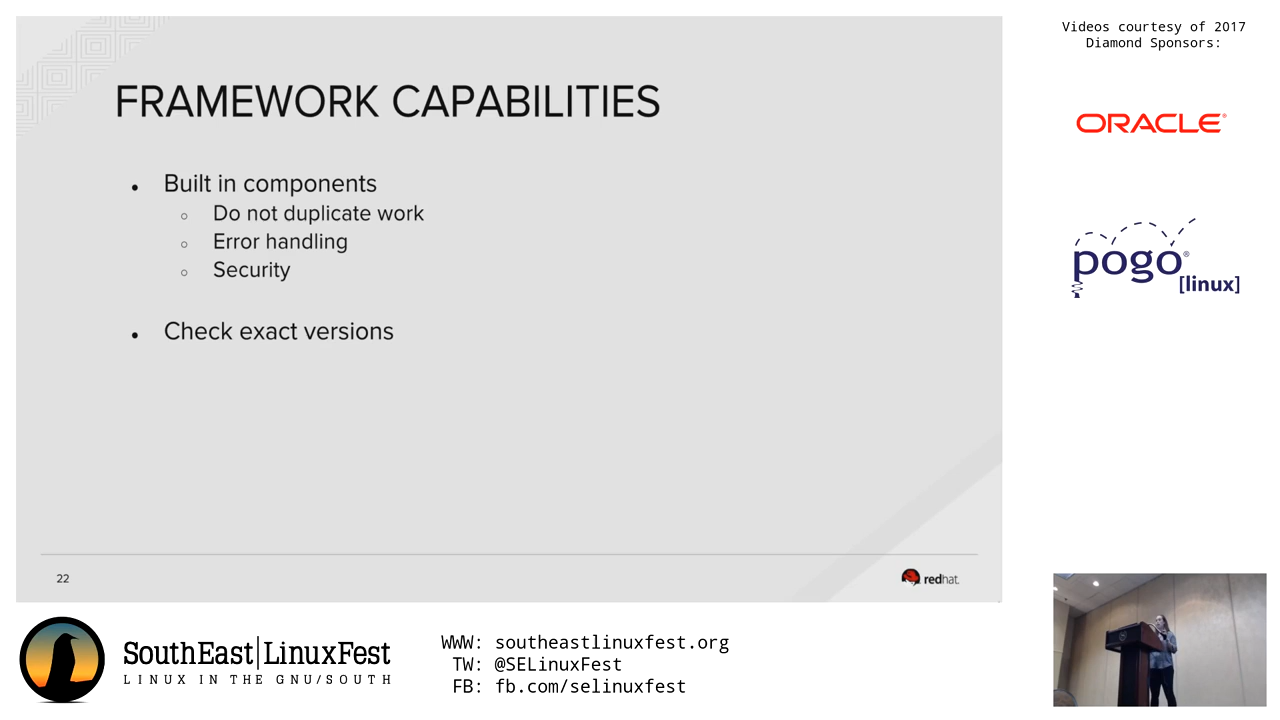 FRAMEWORK CAPABILITIES
• Built in components
○ Do not duplicate work
○ Error handling
○ Security
• Check exact versions
22
redhat.
Videos courtesy of 2017
Diamond Sponsors:
ORACLE®
pogo®
[linux]
SouthEast|LinuxFest
LINUX IN THE GNU/SOUTH
WWW: southeastlinuxfest.org
TW: @SELinuxFest
FB: fb.com/selinuxfest